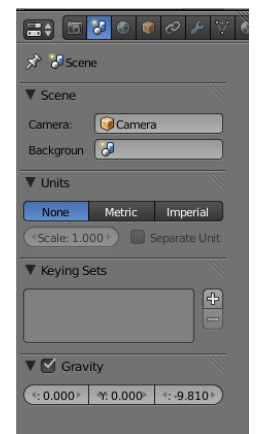 Scene
Scene
Camera: Camera
Backgroun
Units
None Metric Imperial
Scale: 1.000 Separate Unit
Keying Sets
Gravity
: 0.000 Y: 0.000 : -9.810